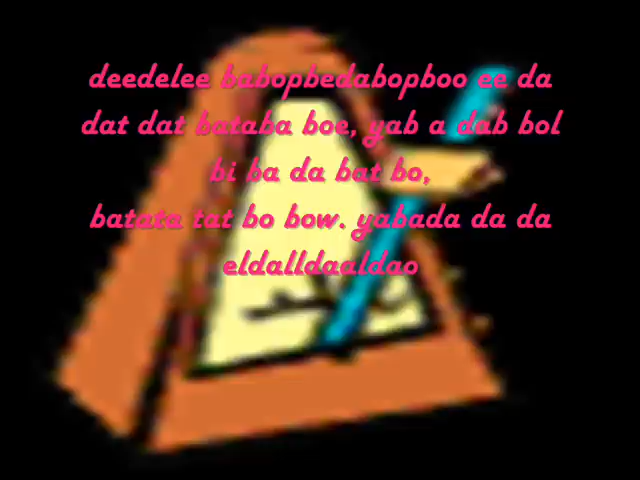 deedelee babopbedabopboo ee da
dat dat bataba boe, yab a dab bol
bi ba da bat bo,
batata tat bo bow. yabada da da
eldalldaaldao